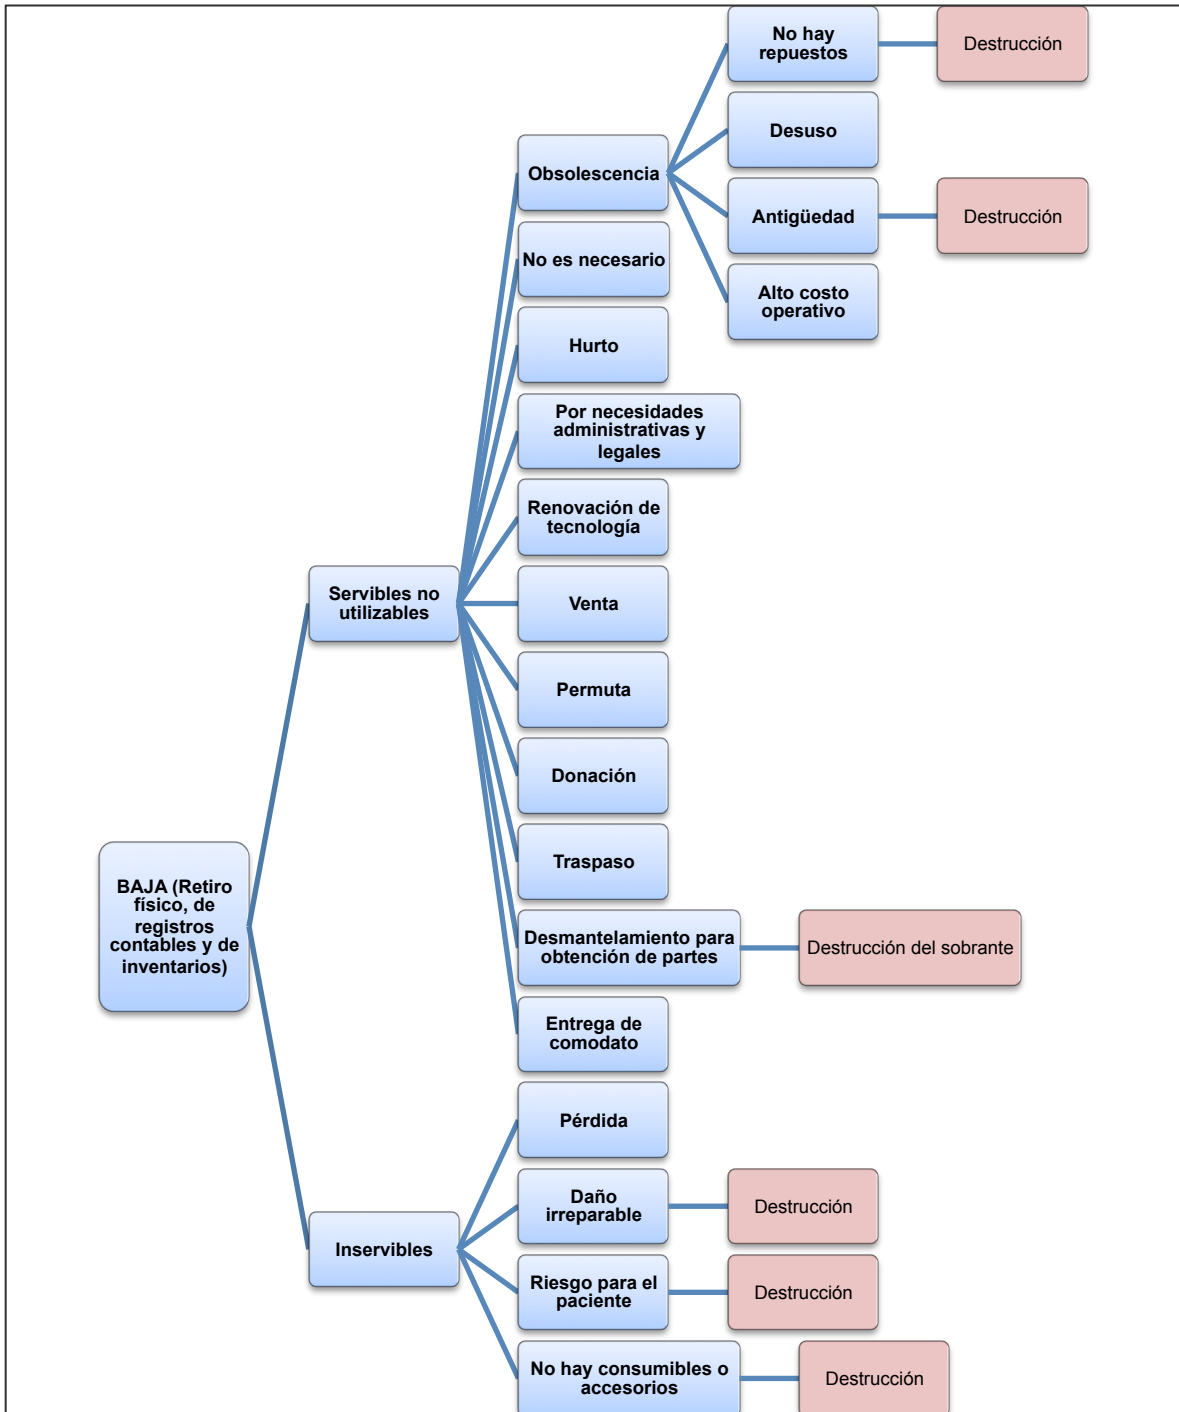 No hay
repuestos
Destrucción
Desuso
Obsolescencia
Antigüedad
Destrucción
No es necesario
Alto costo
operativo
Hurto
Por necesidades
administrativas y
legales
Renovación de
tecnología
Servibles no
utilizables
Venta
Permuta
Donación
Traspaso
BAJA (Retiro
físico, de
registros
contables y de
inventarios)
Desmantelamiento para
obtención de partes
Destrucción del sobrante
Entrega de
comodato
Pérdida
Daño
irreparable
Destrucción
Inservibles
Riesgo para el
paciente
Destrucción
No hay consumibles o
accesorios
Destrucción